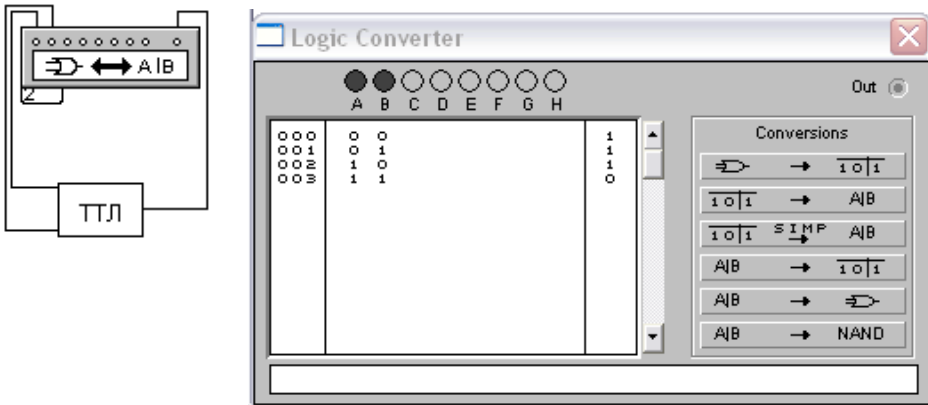 A|B
2
ТТЛ
Logic Converter
Out
A B C D E F G H
000 0 0 1
001 0 1 1
002 1 0 1
003 1 1 0
Conversions
→ 1 0|1
1 0|1 → A|B
1 0|1 SIMP → A|B
A|B → 1 0|1
A|B →
A|B → NAND